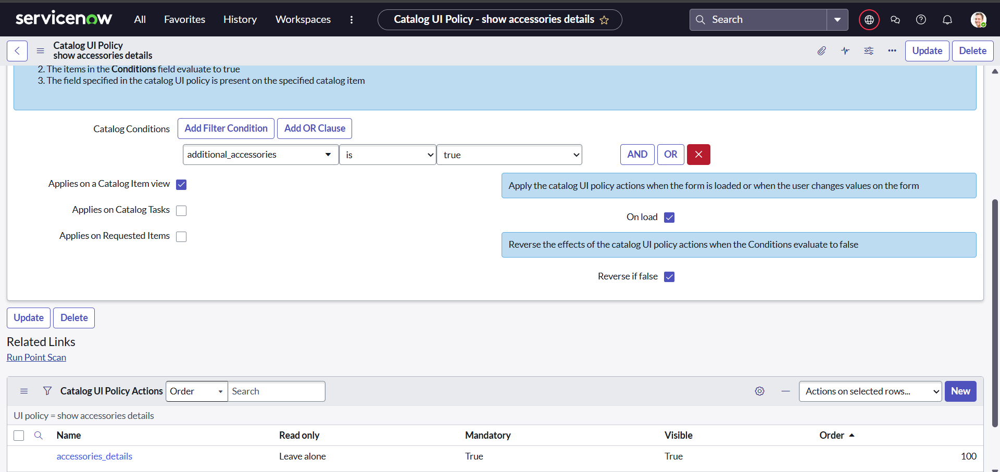 servicenow All Favorites History Workspaces Catalog UI Policy - show accessories details Search
Catalog UI Policy
show accessories details
Update Delete
2. The items in the Conditions field evaluate to true
3. The field specified in the catalog UI policy is present on the specified catalog item
Catalog Conditions Add Filter Condition Add OR Clause
additional_accessories is true AND OR
Applies on a Catalog Item view
Apply the catalog UI policy actions when the form is loaded or when the user changes values on the form
Applies on Catalog Tasks
On load
Applies on Requested Items
Reverse the effects of the catalog UI policy actions when the Conditions evaluate to false
Reverse if false
Update Delete
Related Links
Run Point Scan
Catalog UI Policy Actions Order Search Actions on selected rows... New
UI policy = show accessories details
Name Read only Mandatory Visible Order
accessories_details Leave alone True True 100